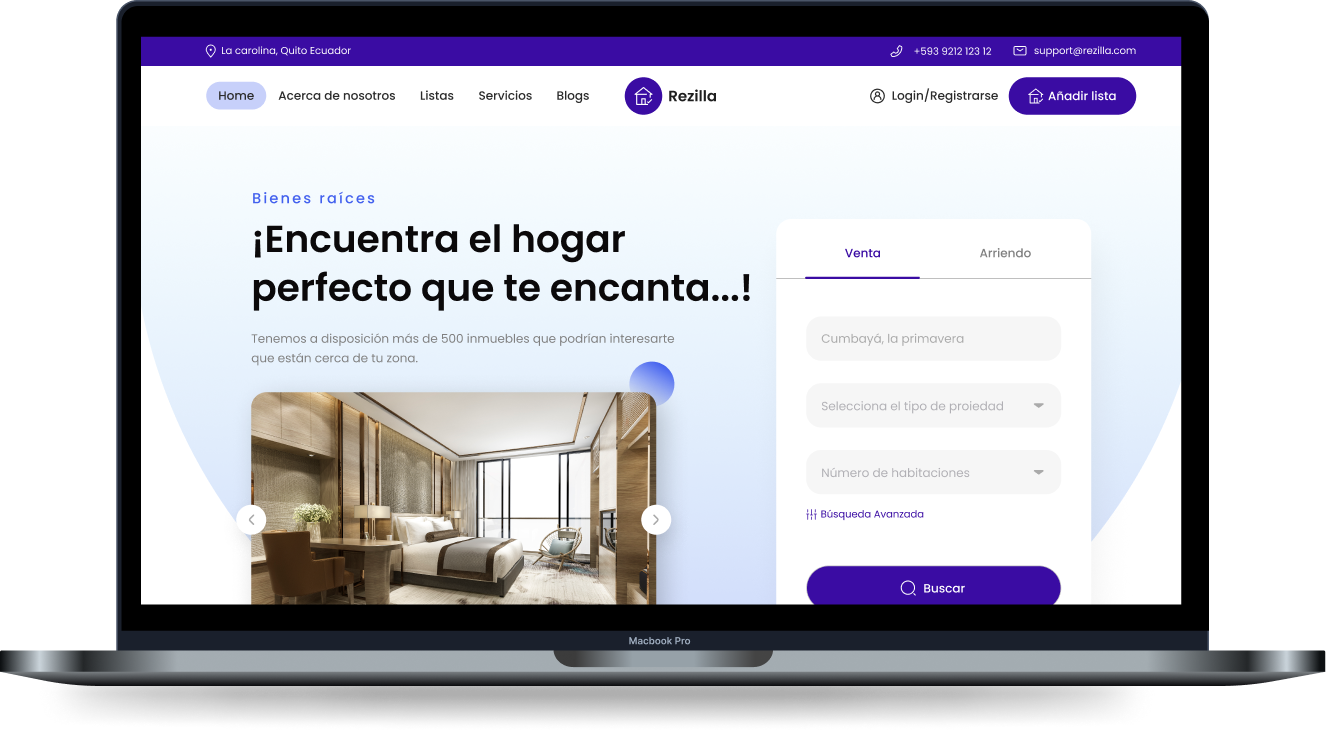 La carolina, Quito Ecuador
+593 9212 123 12
support@rezilla.com
Home
Acerca de nosotros
Listas
Servicios
Blogs
Rezilla
Login/Registrarse
Añadir lista
Bienes raíces
¡Encuentra el hogar
perfecto que te encanta...!
Tenemos a disposición más de 500 inmuebles que podrían interesarte
que están cerca de tu zona.
Venta
Arriendo
Cumbayá, la primavera
Selecciona el tipo de proiedad
Número de habitaciones
Búsqueda Avanzada
Buscar
Macbook Pro